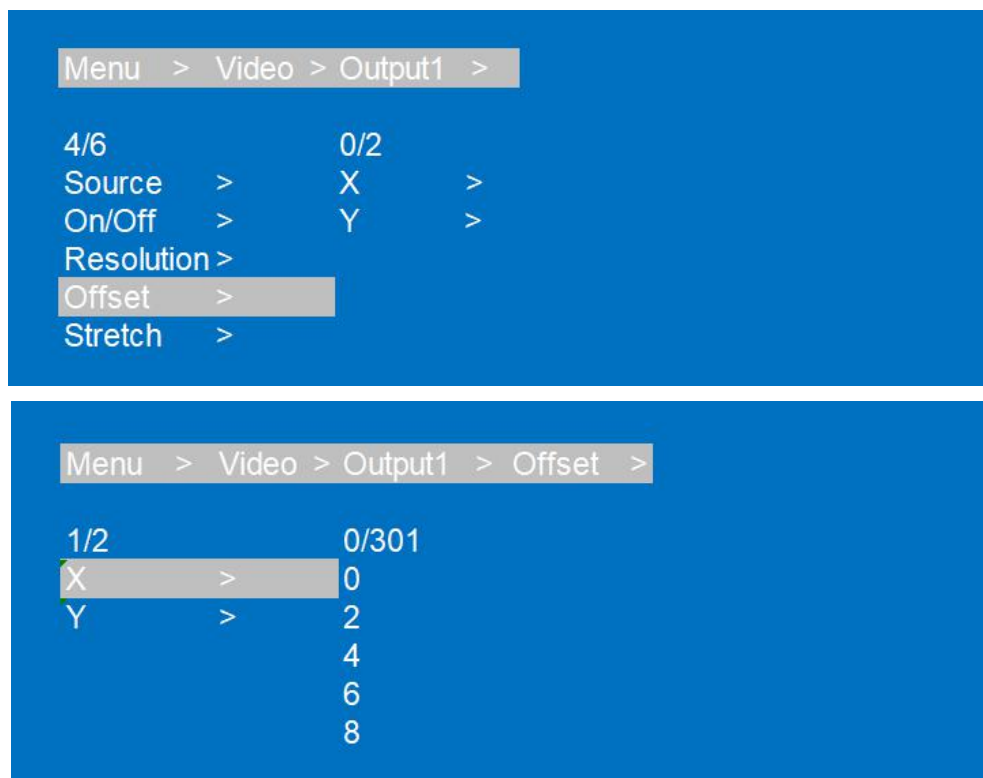 Menu > Video > Output1 >
4/6 0/2
Source > X >
On/Off > Y >
Resolution >
Offset >
Stretch >
Menu > Video > Output1 > Offset >
1/2 0/301
X > 0
Y > 2
4
6
8